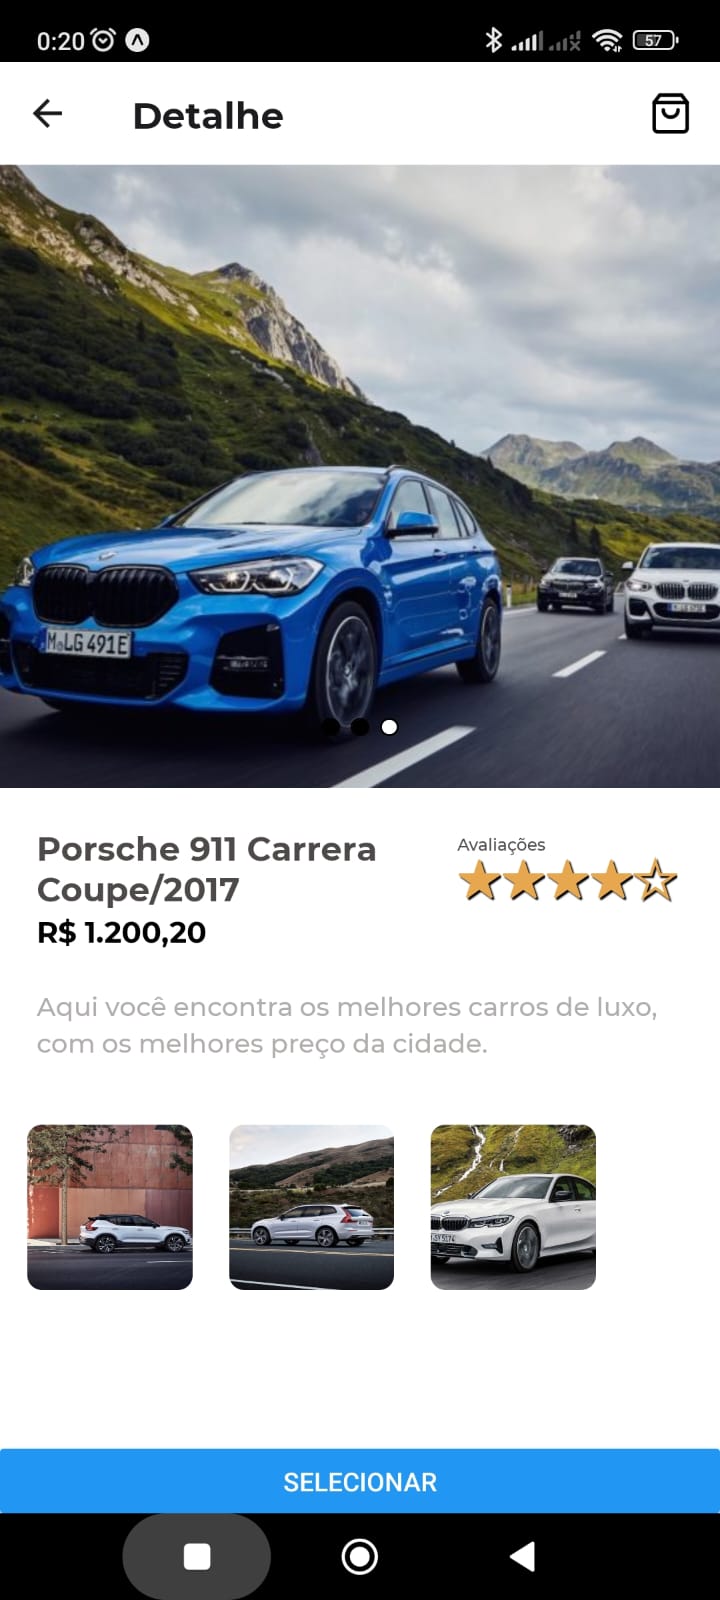 0:20
57
Detalhe
M LG 491E
Porsche 911 Carrera
Coupe/2017
Avaliações
R$ 1.200,20
Aqui você encontra os melhores carros de luxo,
com os melhores preço da cidade.
SELECIONAR